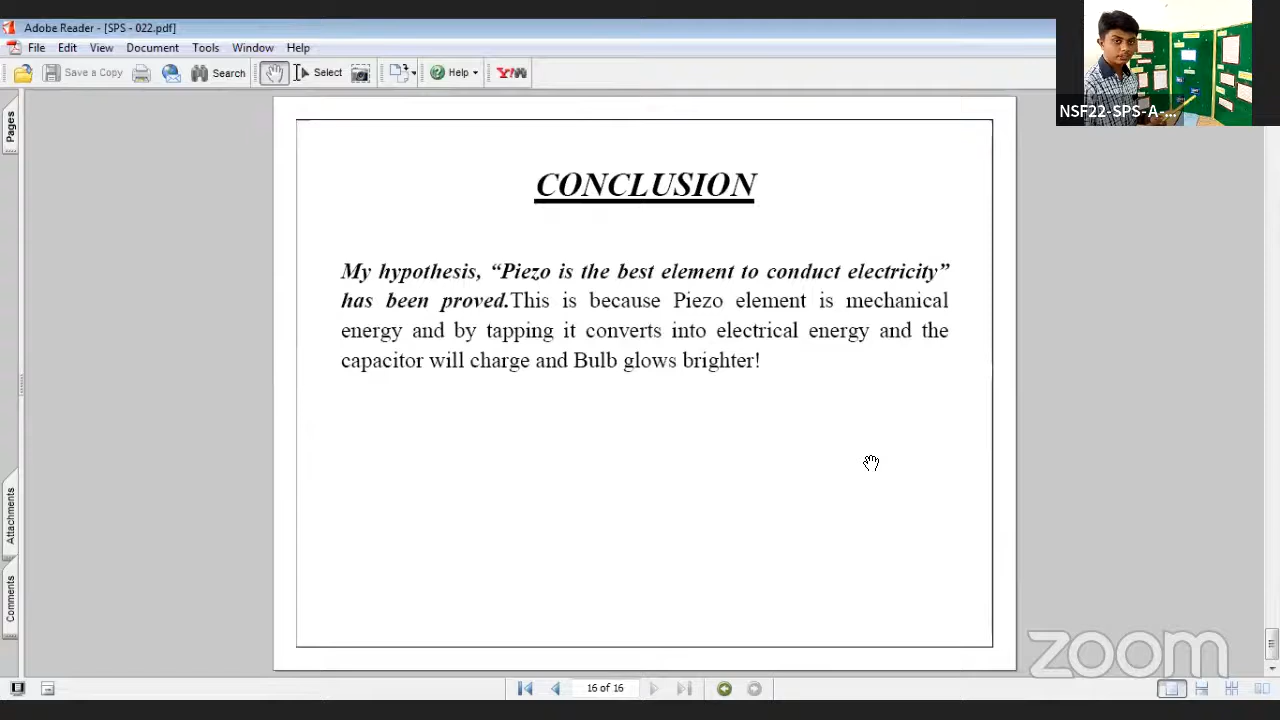 Adobe Reader - [SPS - 022.pdf]
File Edit View Document Tools Window Help
Save a Copy Search Select Help Y!
NSF22-SPS-A-...
Pages
CONCLUSION
My hypothesis, “Piezo is the best element to conduct electricity”
has been proved.This is because Piezo element is mechanical
energy and by tapping it converts into electrical energy and the
capacitor will charge and Bulb glows brighter!
Attachments
Comments
zoom
16 of 16